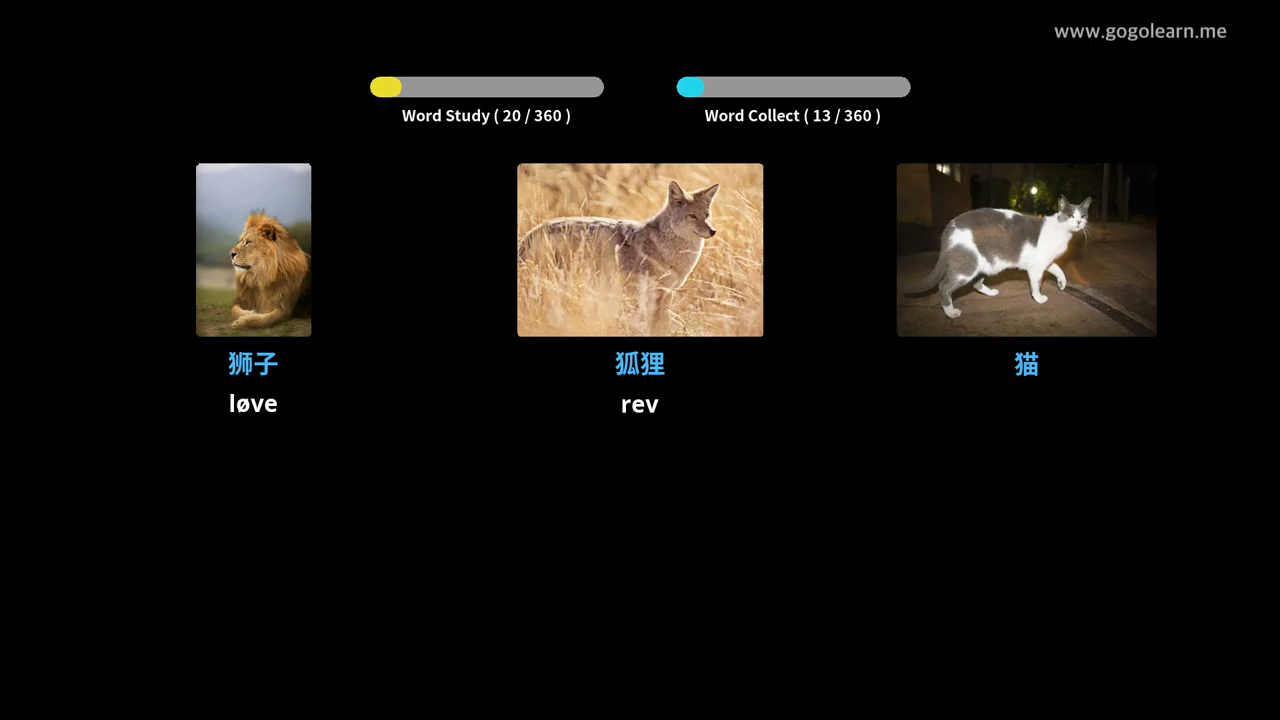 www.gogolearn.me
Word Study ( 20 / 360 )
Word Collect ( 13 / 360 )
狮子
狐狸
猫
løve
rev